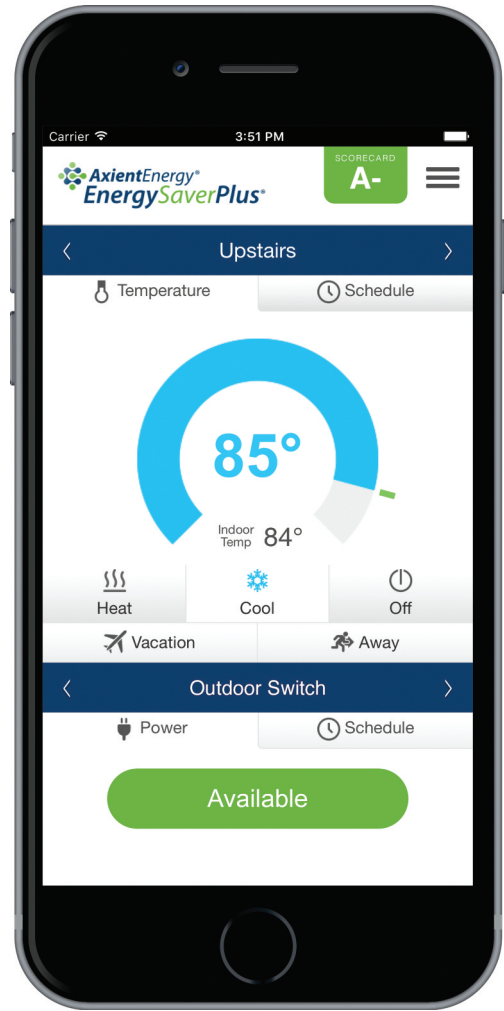 Carrier 3:51 PM
SCORECARD
A-
AxientEnergy®
EnergySaverPlus®
Upstairs
Temperature Schedule
85°
Indoor Temp 84°
Heat Cool Off
Vacation Away
Outdoor Switch
Power Schedule
Available